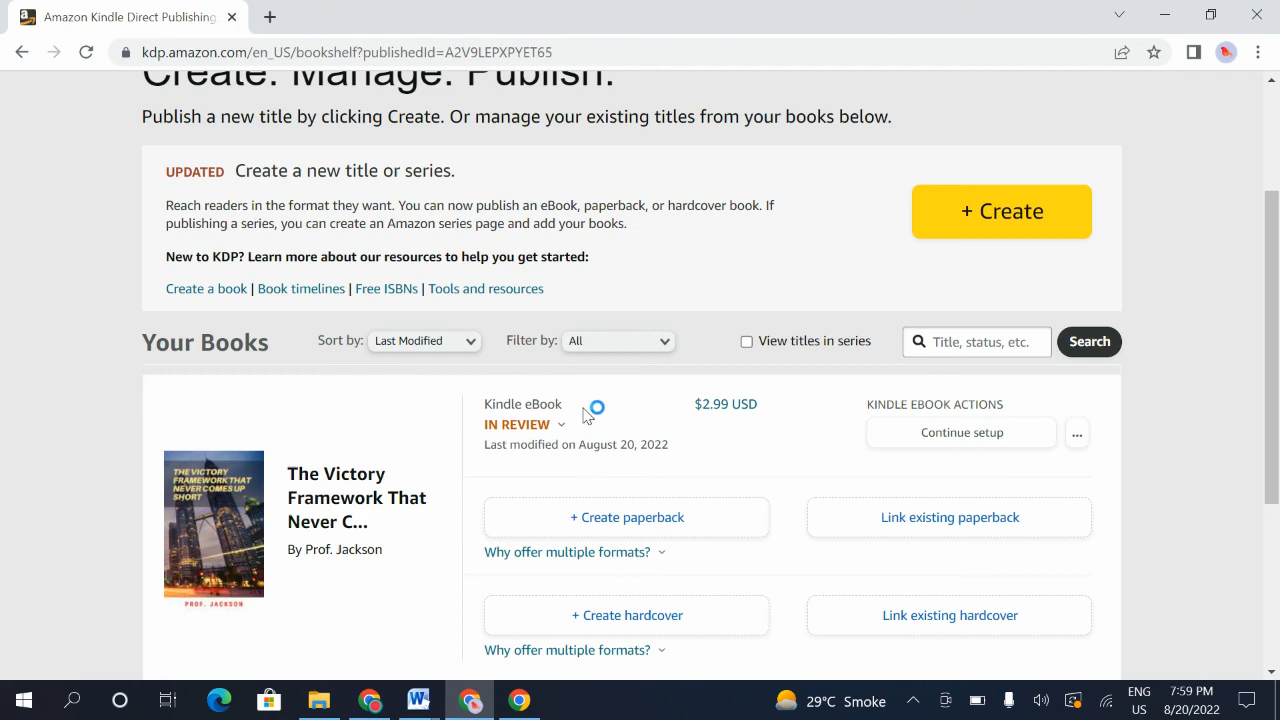 Amazon Kindle Direct Publishing
kdp.amazon.com/en_US/bookshelf?publishedId=A2V9LEPXPYET65
Create. Manage. Publish.
Publish a new title by clicking Create. Or manage your existing titles from your books below.
UPDATED Create a new title or series.
Reach readers in the format they want. You can now publish an eBook, paperback, or hardcover book. If
publishing a series, you can create an Amazon series page and add your books.
+ Create
New to KDP? Learn more about our resources to help you get started:
Create a book | Book timelines | Free ISBNs | Tools and resources
Your Books Sort by: Last Modified Filter by: All View titles in series Title, status, etc. Search
Kindle eBook $2.99 USD KINDLE EBOOK ACTIONS
IN REVIEW Continue setup ...
Last modified on August 20, 2022
THE VICTORY
FRAMEWORK THAT
NEVER COMES UP
SHORT
PROF. JACKSON
The Victory
Framework That
Never C...
By Prof. Jackson
+ Create paperback Link existing paperback
Why offer multiple formats?
+ Create hardcover Link existing hardcover
Why offer multiple formats?
29°C Smoke
ENG
US
7:59 PM
8/20/2022